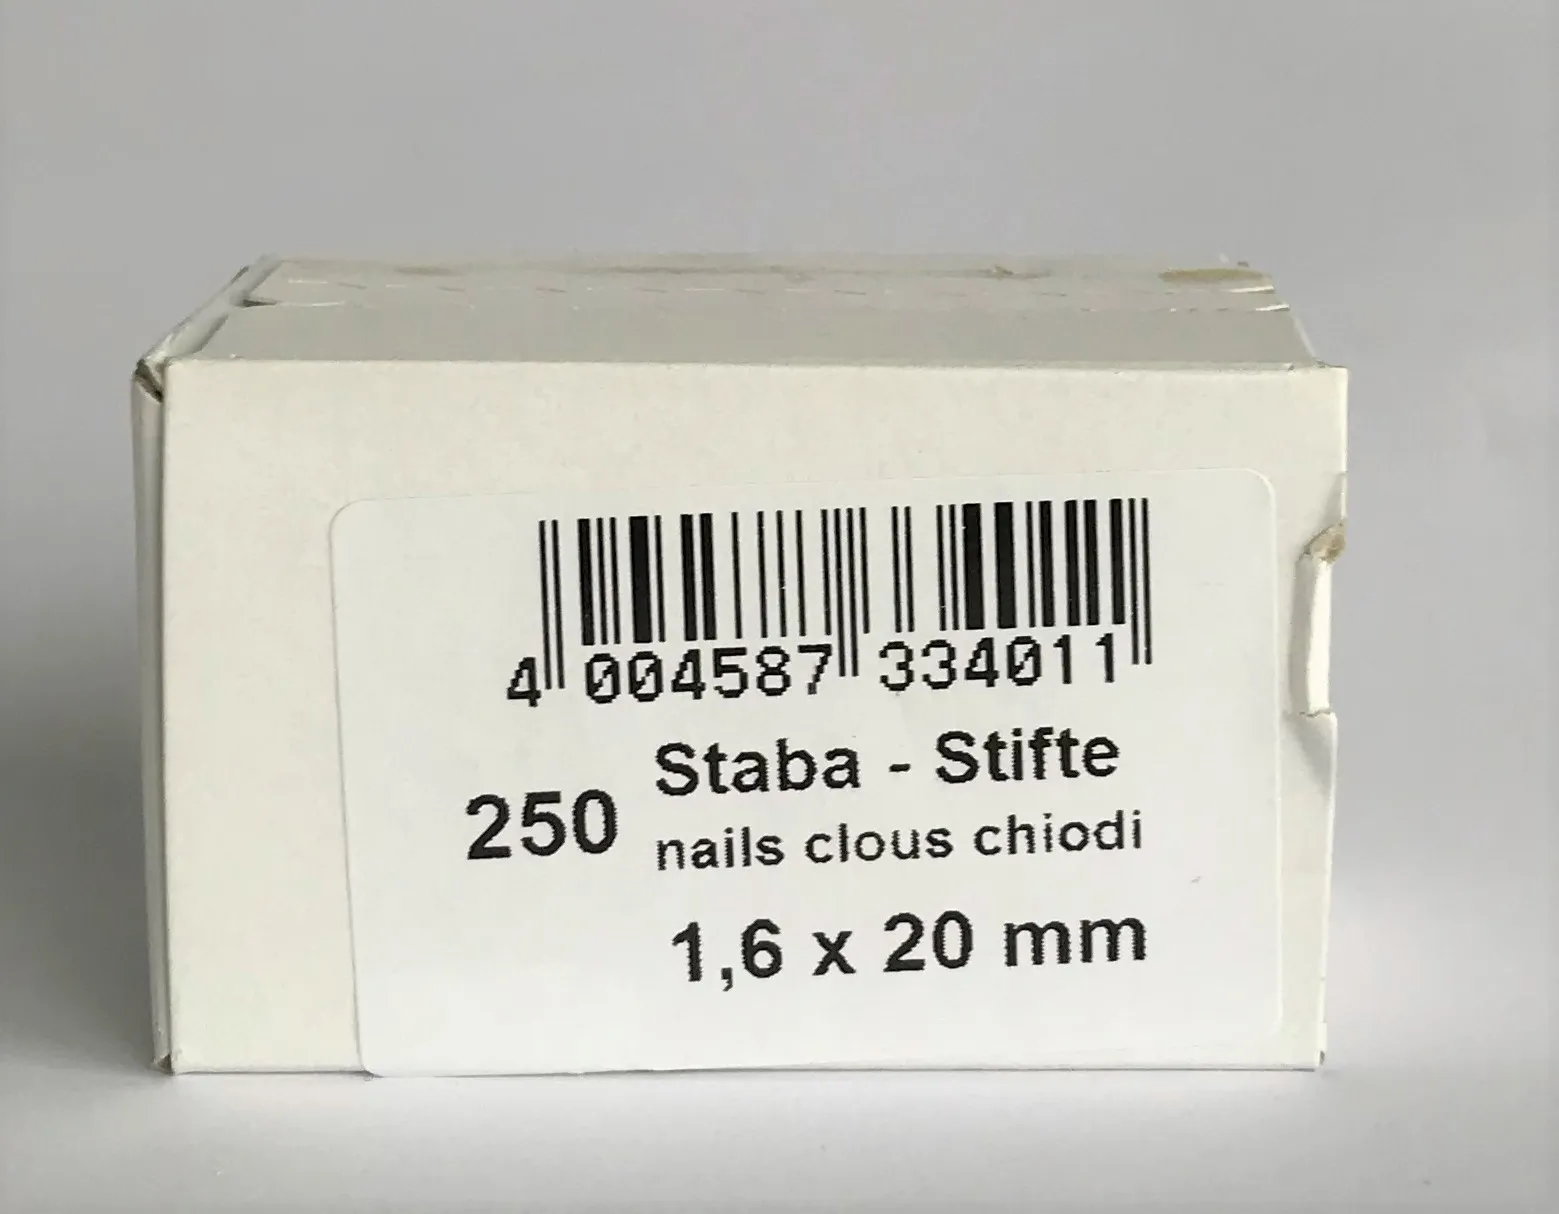 4 004587 334011
Staba - Stifte
250
nails clous chiodi
1,6 x 20 mm